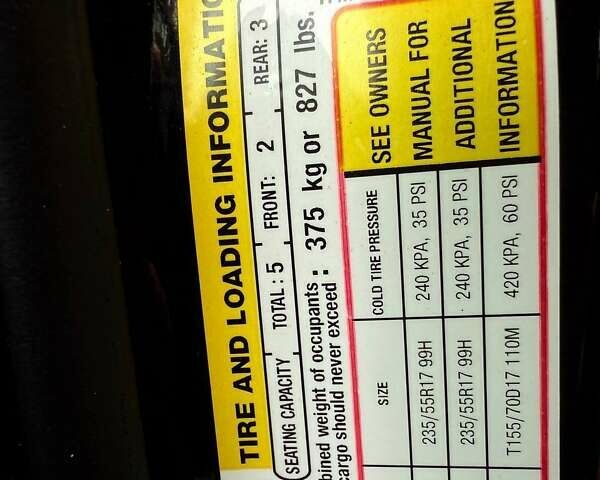 TIRE AND LOADING INFORMATIO
SEATING CAPACITY TOTAL : 5 FRONT: 2 REAR: 3
bined weight of occupants : 375 kg or 827 lbs.
cargo should never exceed :
SIZE COLD TIRE PRESSURE SEE OWNERS
235/55R17 99H 240 KPA, 35 PSI MANUAL FOR
235/55R17 99H 240 KPA, 35 PSI ADDITIONAL
T155/70D17 110M 420 KPA, 60 PSI INFORMATION